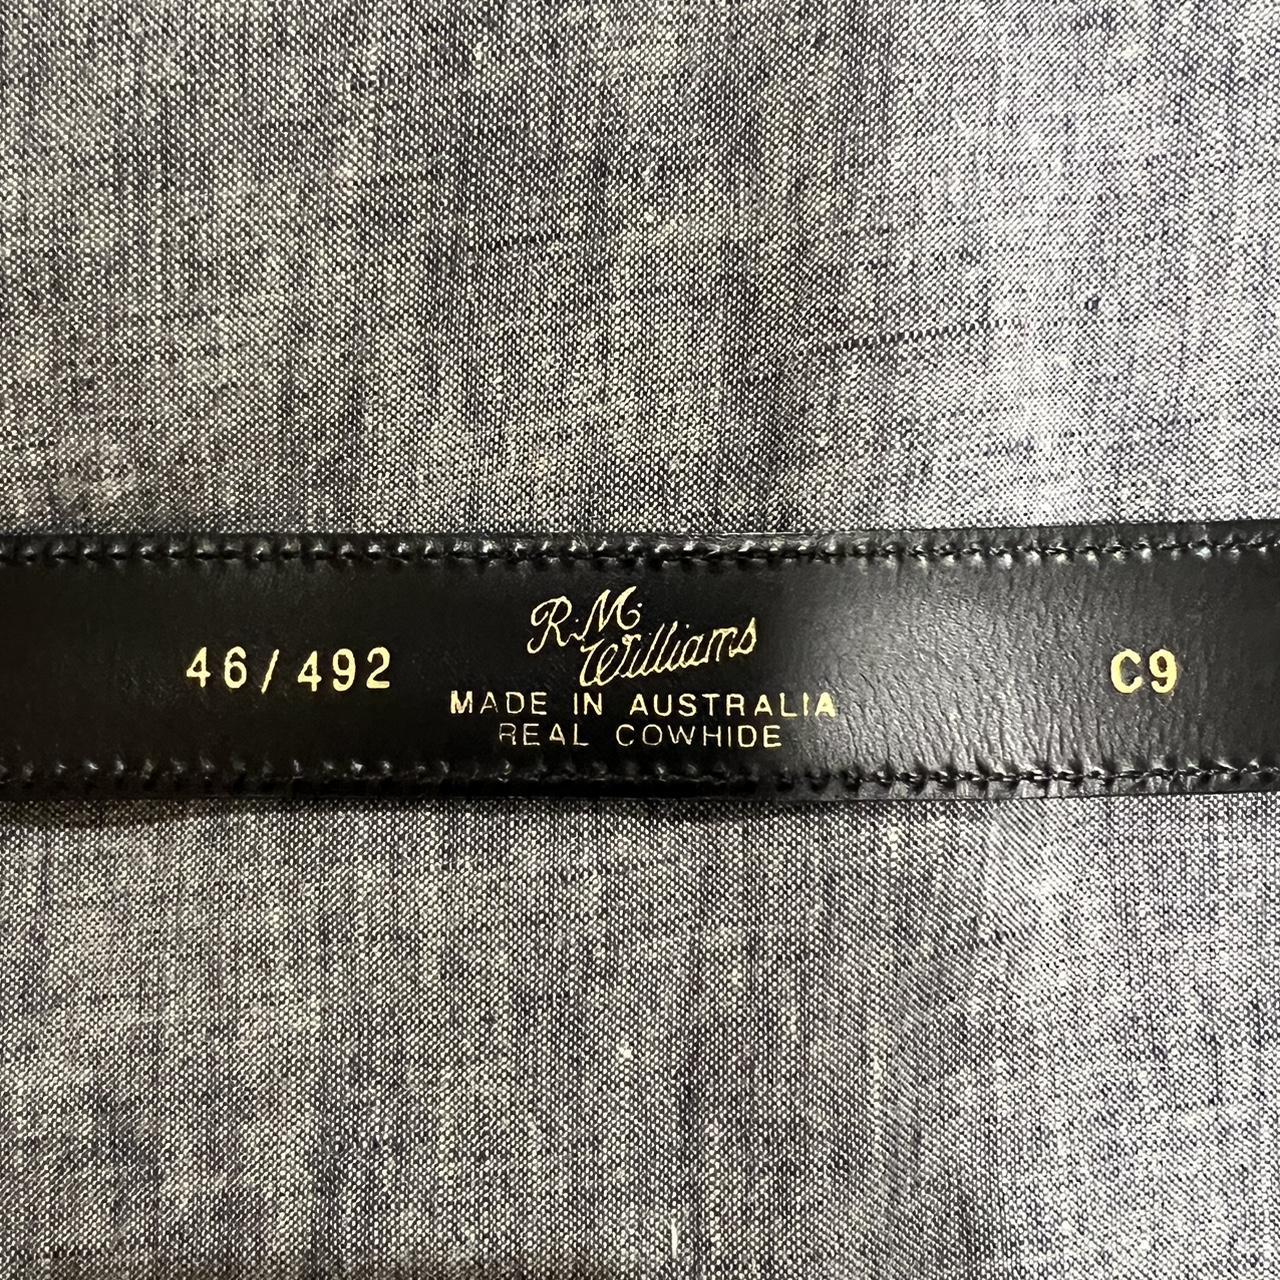 R.M.
Williams
46/492
C9
MADE IN AUSTRALIA
REAL COWHIDE